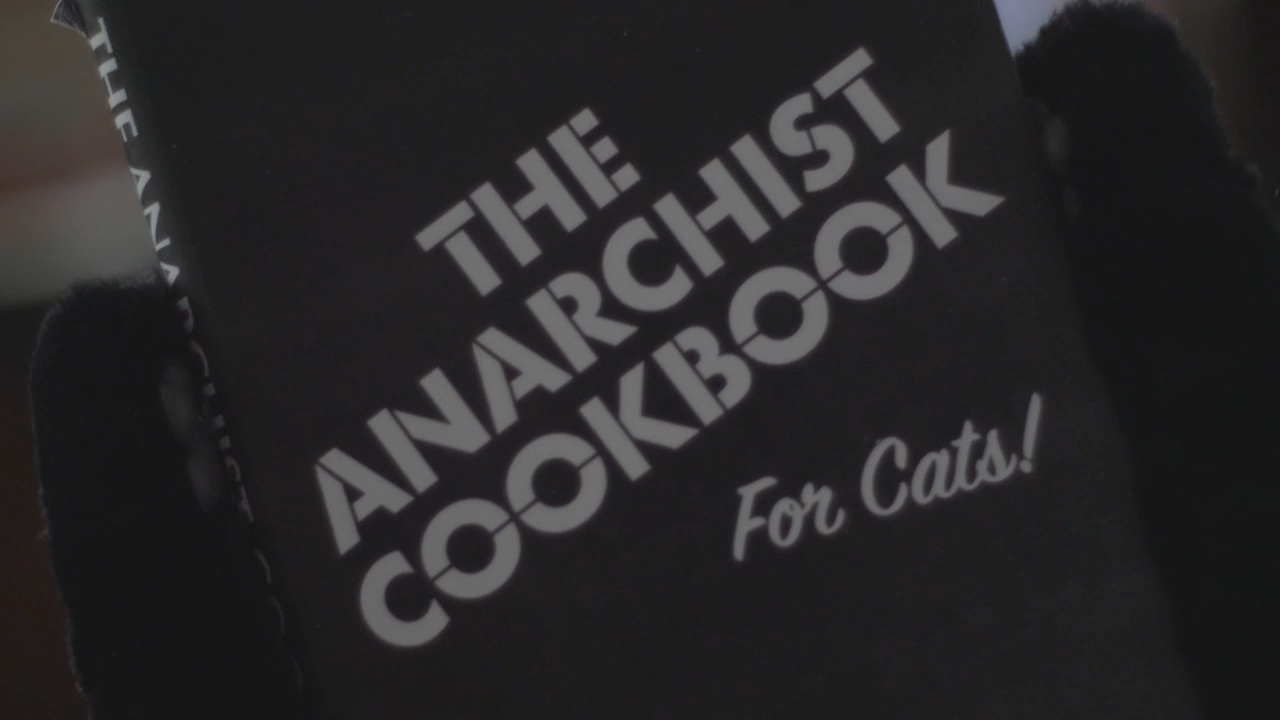 THE
ANARCHIST
COOKBOOK
For Cats!
THE ANARCHIST